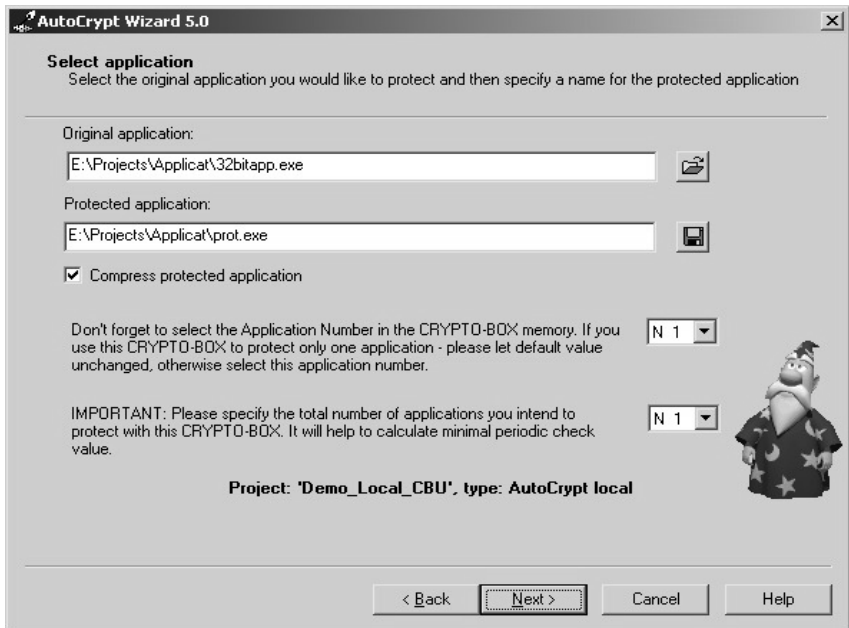 AutoCrypt Wizard 5.0
Select application
Select the original application you would like to protect and then specify a name for the protected application
Original application:
E:\Projects\Applicat\32bitapp.exe
Protected application:
E:\Projects\Applicat\prot.exe
Compress protected application
Don't forget to select the Application Number in the CRYPTO-BOX memory. If you
use this CRYPTO-BOX to protect only one application - please let default value
unchanged, otherwise select this application number.
N 1
IMPORTANT: Please specify the total number of applications you intend to
protect with this CRYPTO-BOX. It will help to calculate minimal periodic check
value.
N 1
Project: 'Demo_Local_CBU', type: AutoCrypt local
< Back
Next >
Cancel
Help